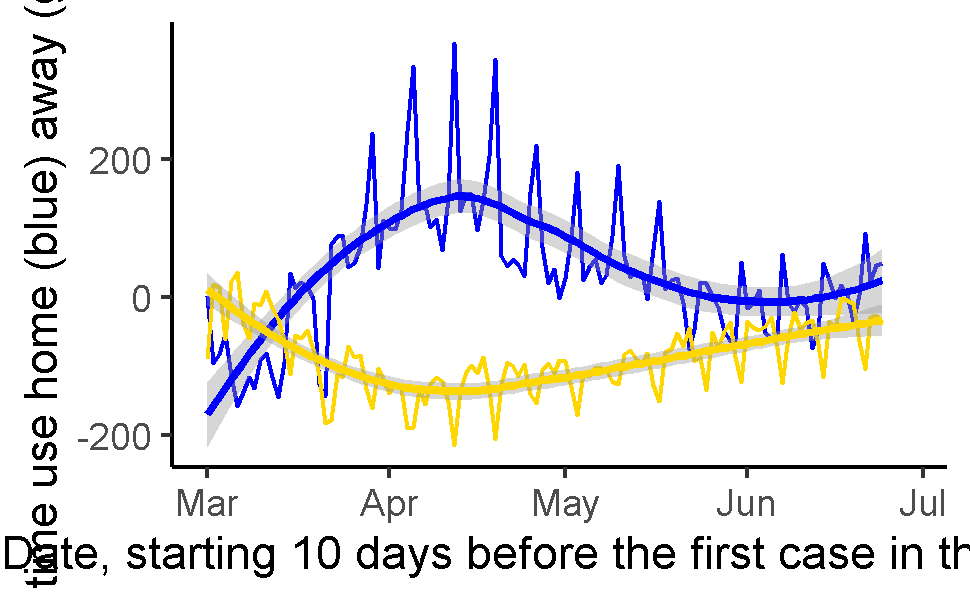 time use home (blue) away (
200
0
-200
Mar Apr May Jun Jul
Date, starting 10 days before the first case in th